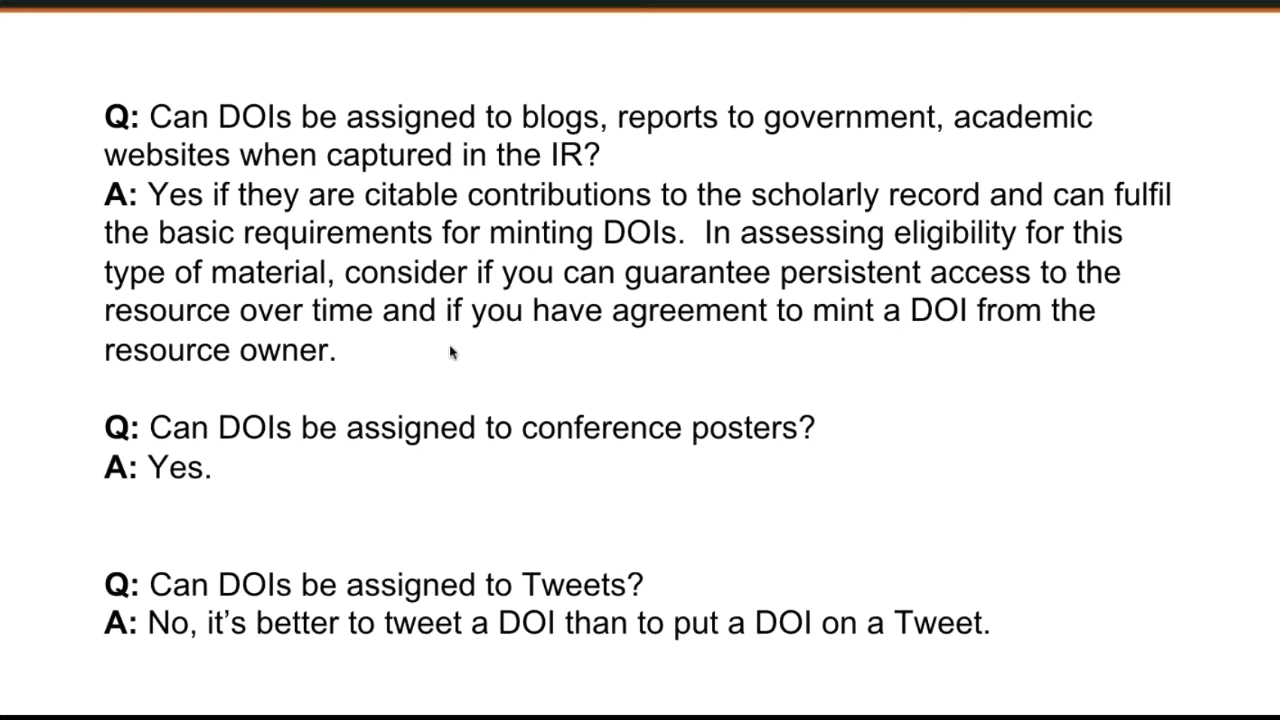 Q: Can DOIs be assigned to blogs, reports to government, academic
websites when captured in the IR?
A: Yes if they are citable contributions to the scholarly record and can fulfil
the basic requirements for minting DOIs.  In assessing eligibility for this
type of material, consider if you can guarantee persistent access to the
resource over time and if you have agreement to mint a DOI from the
resource owner.
Q: Can DOIs be assigned to conference posters?
A: Yes.
Q: Can DOIs be assigned to Tweets?
A: No, it’s better to tweet a DOI than to put a DOI on a Tweet.